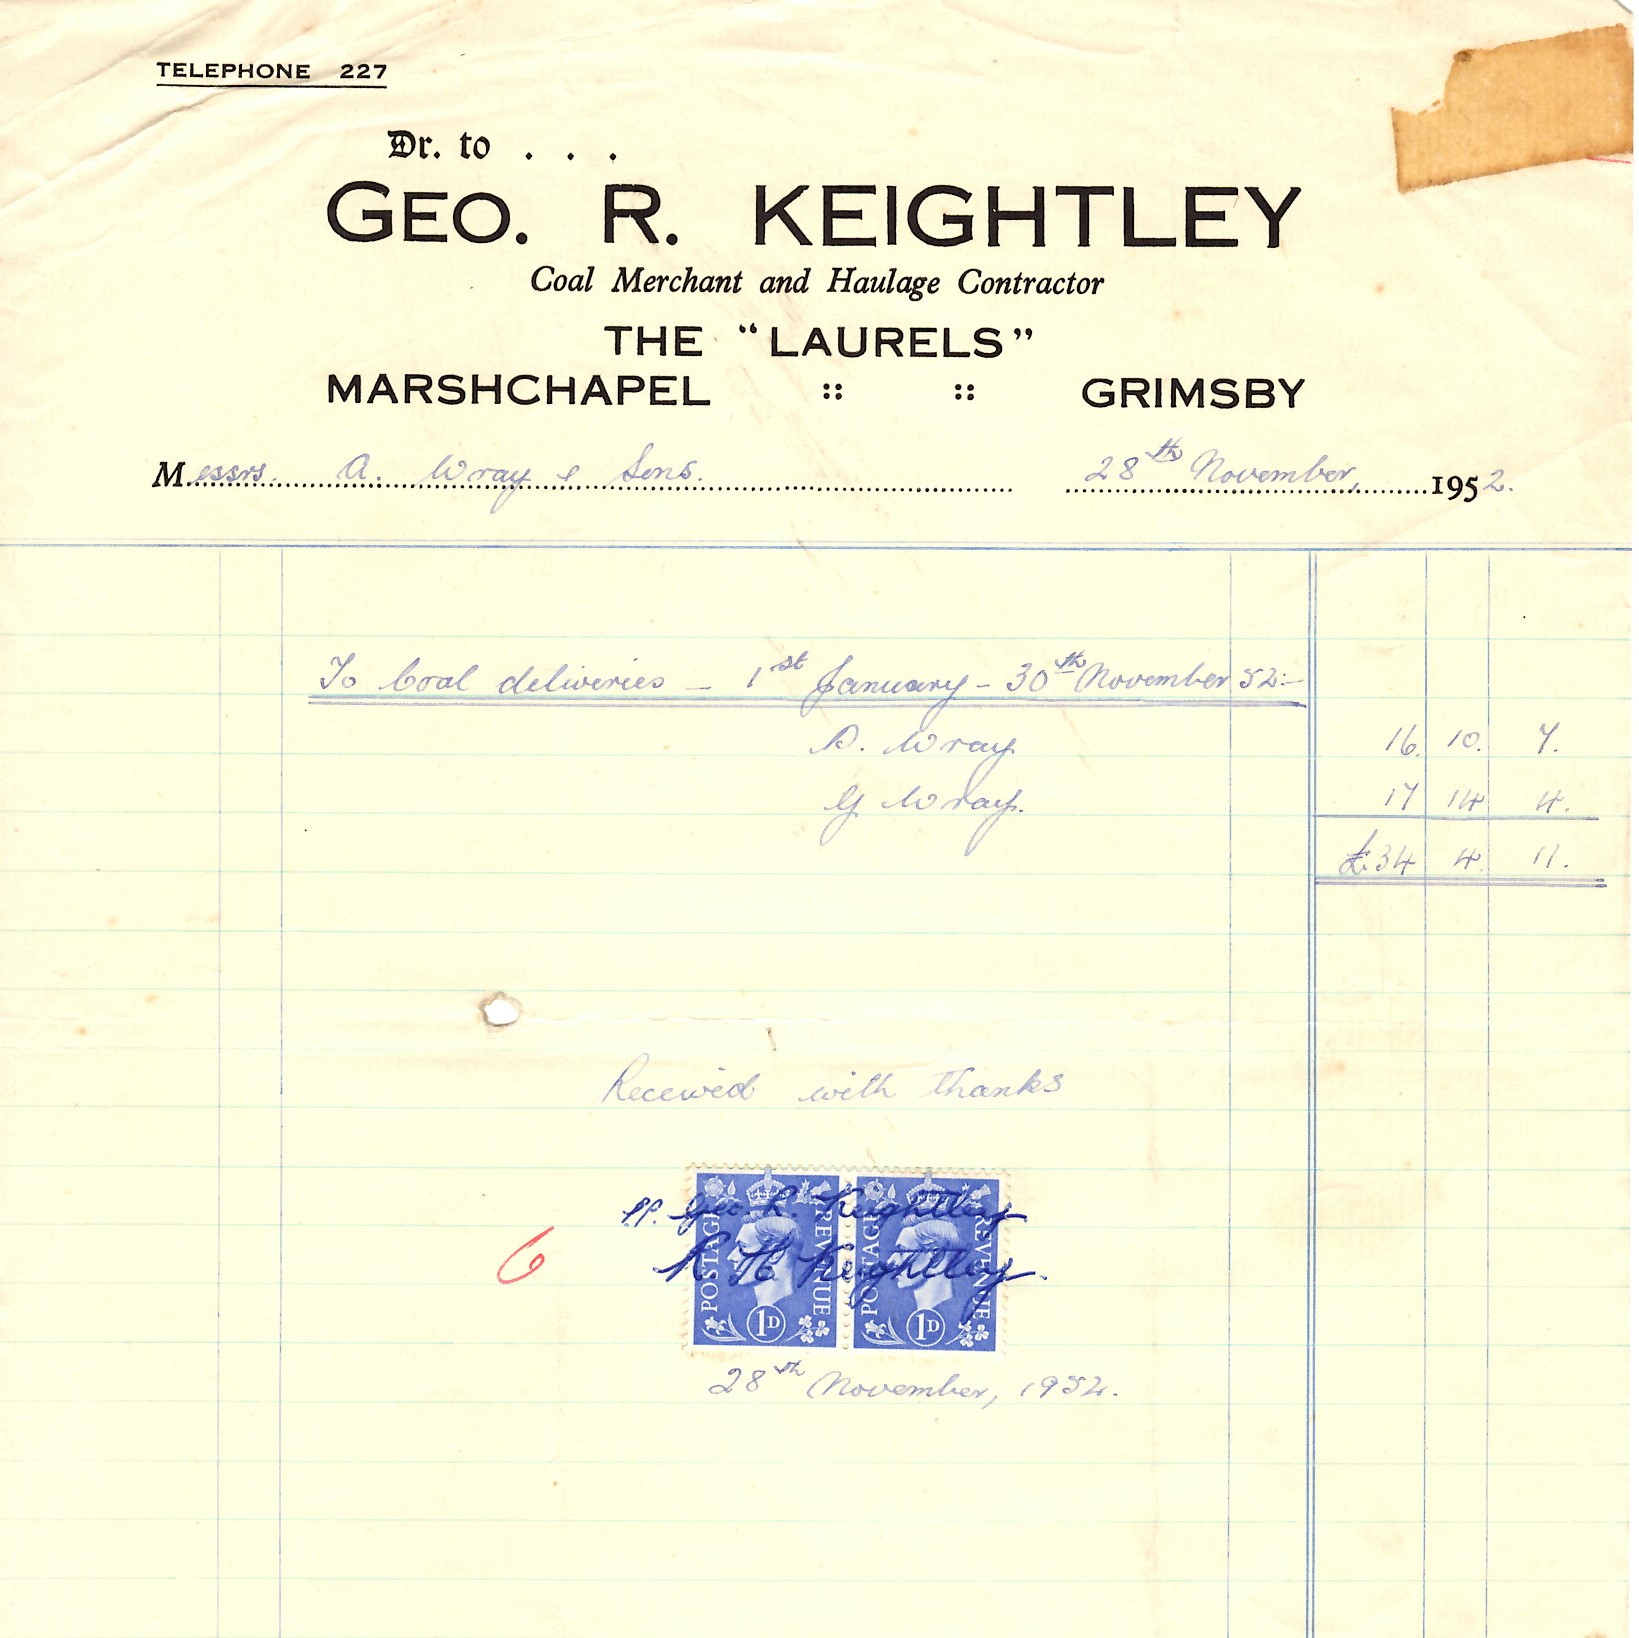 TELEPHONE 227
Dr. to . . .
GEO. R. KEIGHTLEY
Coal Merchant and Haulage Contractor
THE “LAURELS”
MARSHCHAPEL :: :: GRIMSBY
Messrs. A. Wray & Sons. 28th November, 1952.
To Coal deliveries – 1st January – 30th November 52:–
D. Wray 16. 10. 7.
G Wray. 17 14 4.
£34 4. 11.
Received with thanks
pp. Geo. R. Keightley
R H Keightley.
6
POSTAGE REVENUE 1D
POSTAGE REVENUE 1D
28th November, 1952.